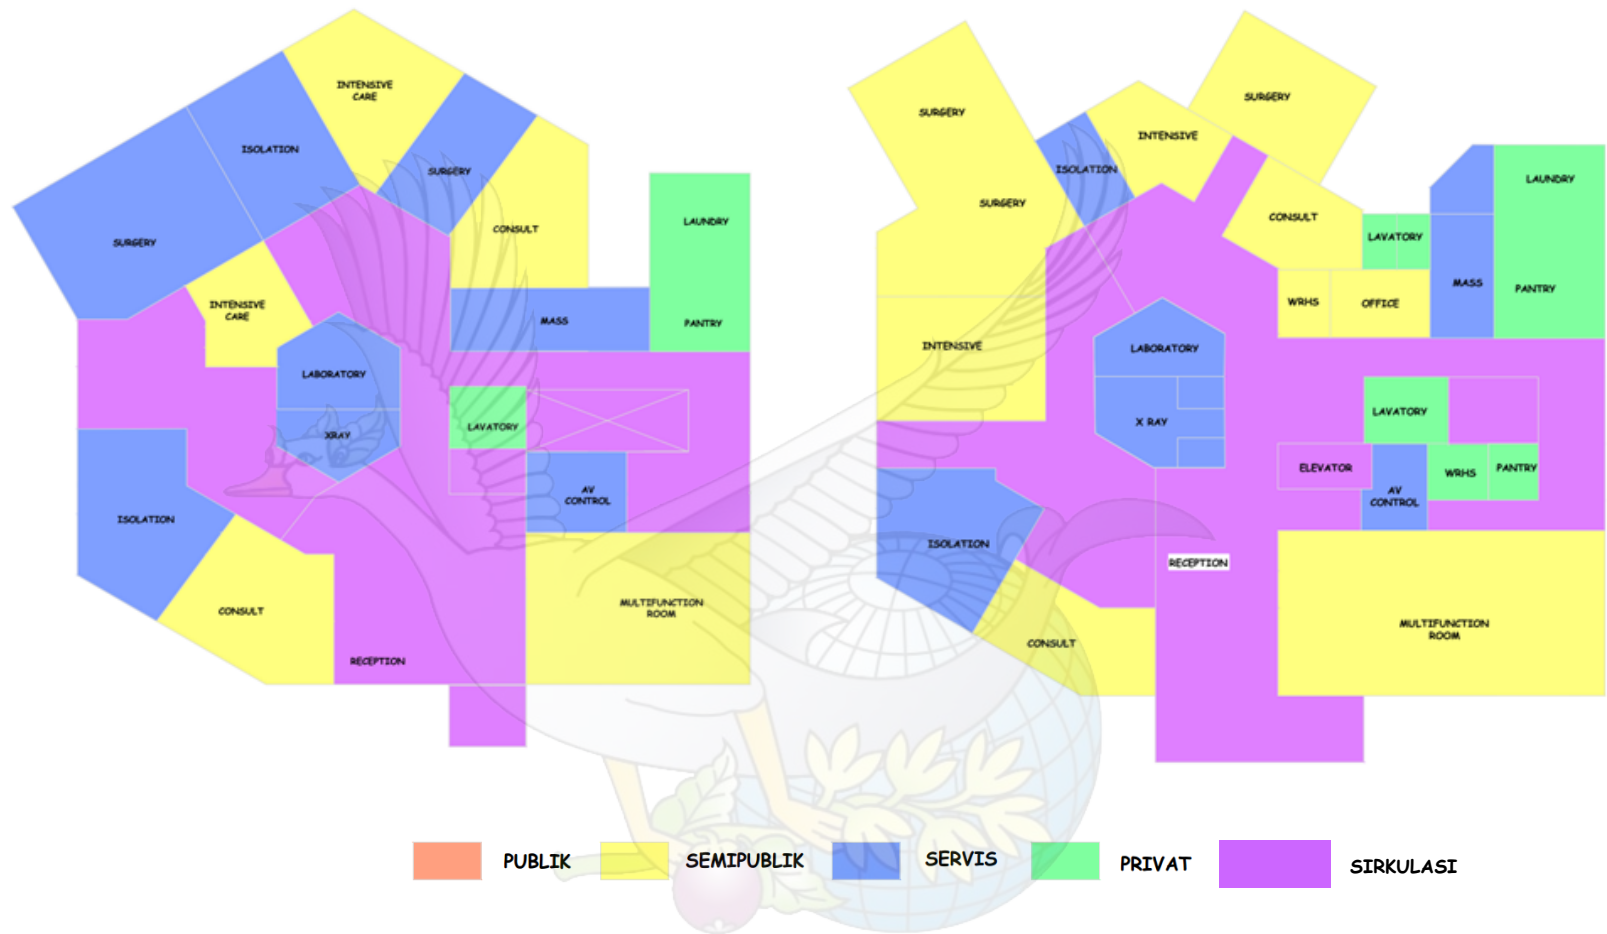 INTENSIVE
CARE
ISOLATION
SURGERY
SURGERY
CONSULT
LAUNDRY
INTENSIVE
CARE
MASS
PANTRY
LABORATORY
XRAY
LAVATORY
AV
CONTROL
ISOLATION
CONSULT
MULTIFUNCTION
ROOM
RECEPTION
SURGERY
SURGERY
INTENSIVE
ISOLATION
SURGERY
CONSULT
LAVATORY
LAUNDRY
MASS
PANTRY
WRHS
OFFICE
INTENSIVE
LABORATORY
X RAY
LAVATORY
ELEVATOR
WRHS
PANTRY
AV
CONTROL
ISOLATION
RECEPTION
CONSULT
MULTIFUNCTION
ROOM
PUBLIK
SEMIPUBLIK
SERVIS
PRIVAT
SIRKULASI